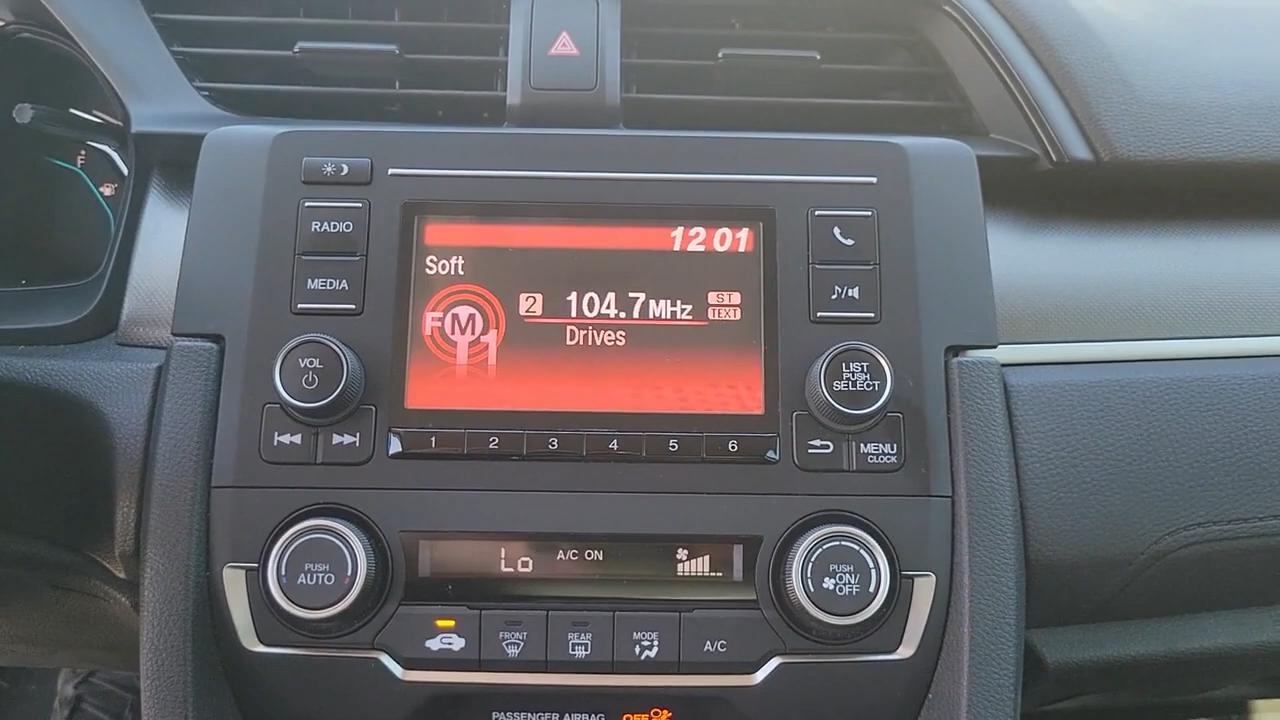 F
RADIO
MEDIA
VOL
12 01
Soft
FM
1
2
104.7MHz
ST
TEXT
Drives
LIST
PUSH
SELECT
1 2 3 4 5 6
MENU
CLOCK
PUSH
AUTO
Lo
A/C ON
PUSH
ON/
OFF
FRONT
REAR
MODE
A/C
PASSENGER AIRBAG
OFF